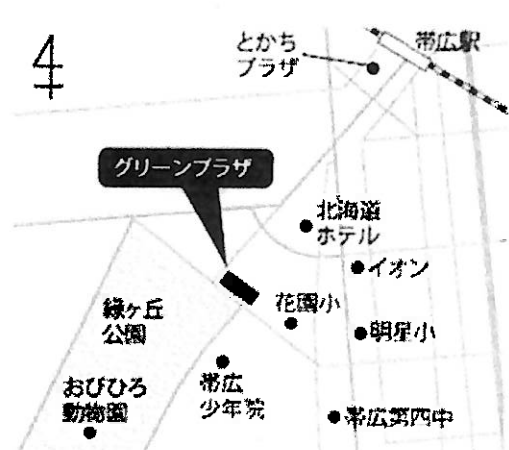 とかち
プラザ
帯広駅
グリーンプラザ
北海道
ホテル
イオン
花園小
緑ヶ丘
公園
明星小
おびひろ
動物園
帯広
少年院
帯広第四中